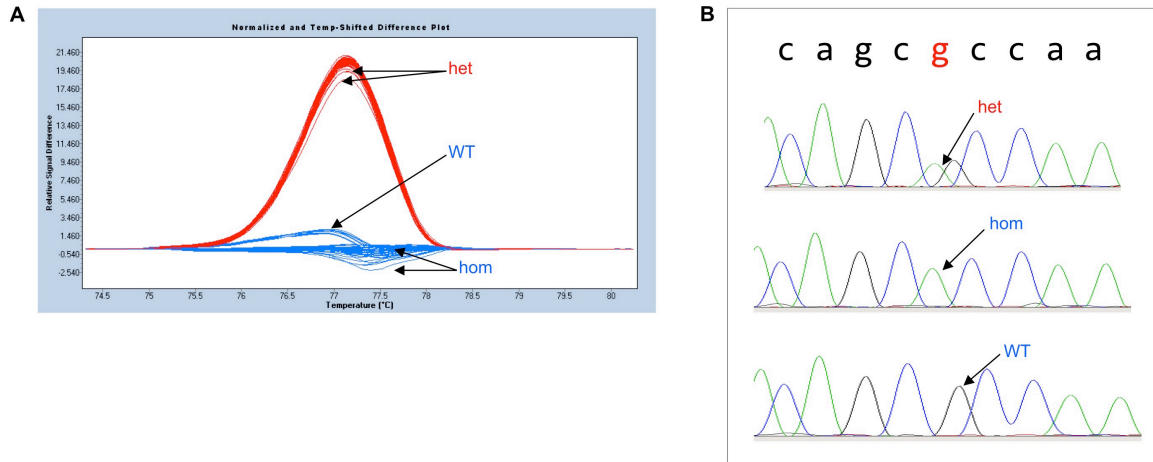 A
Normalized and Temp-Shifted Difference Plot
Relative Signal Difference
21.460
19.460
17.460
15.460
13.460
11.460
9.460
7.460
5.460
3.460
1.460
-0.540
-2.540
het
WT
hom
74.5 75 75.5 76 76.5 77 77.5 78 78.5 79 79.5 80
Temperature (°C)
B
c a g c g c c a a
het
hom
WT